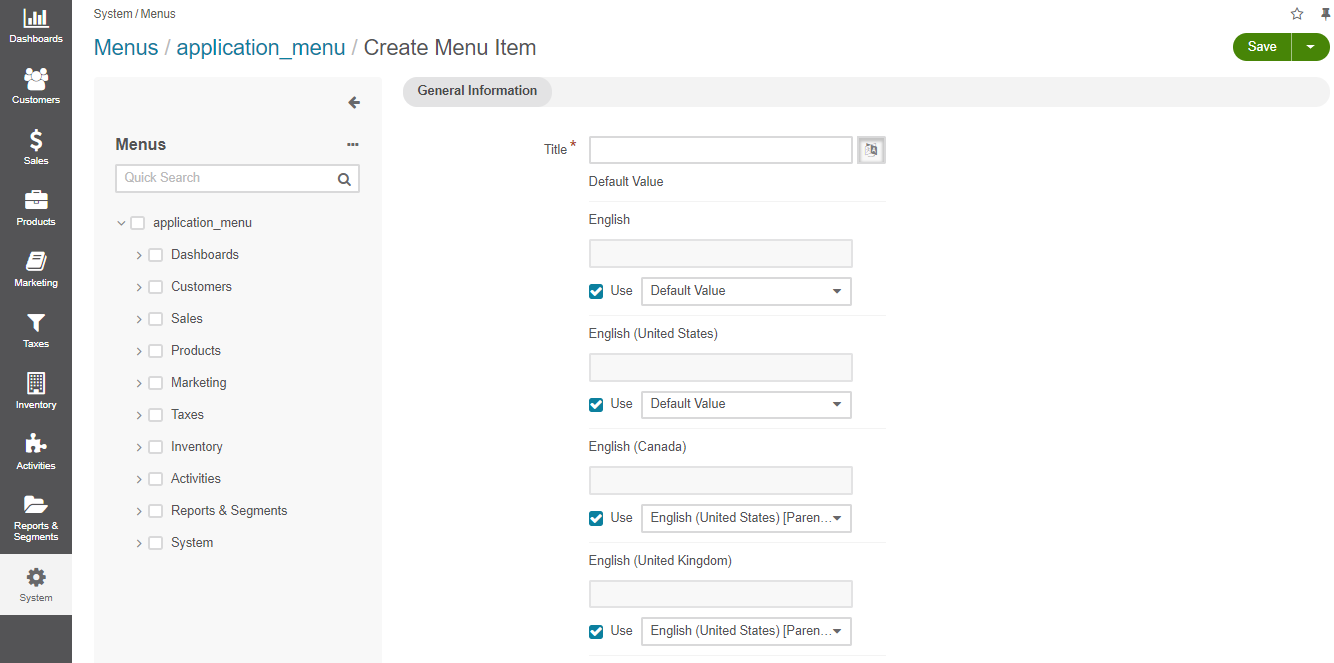 Dashboards
Customers
Sales
Products
Marketing
Taxes
Inventory
Activities
Reports &
Segments
System
System / Menus
Menus / application_menu / Create Menu Item
Save
Menus
...
Quick Search
application_menu
Dashboards
Customers
Sales
Products
Marketing
Taxes
Inventory
Activities
Reports & Segments
System
General Information
Title *
Default Value
English
Use Default Value
English (United States)
Use Default Value
English (Canada)
Use English (United States) [Paren...
English (United Kingdom)
Use English (United States) [Paren...